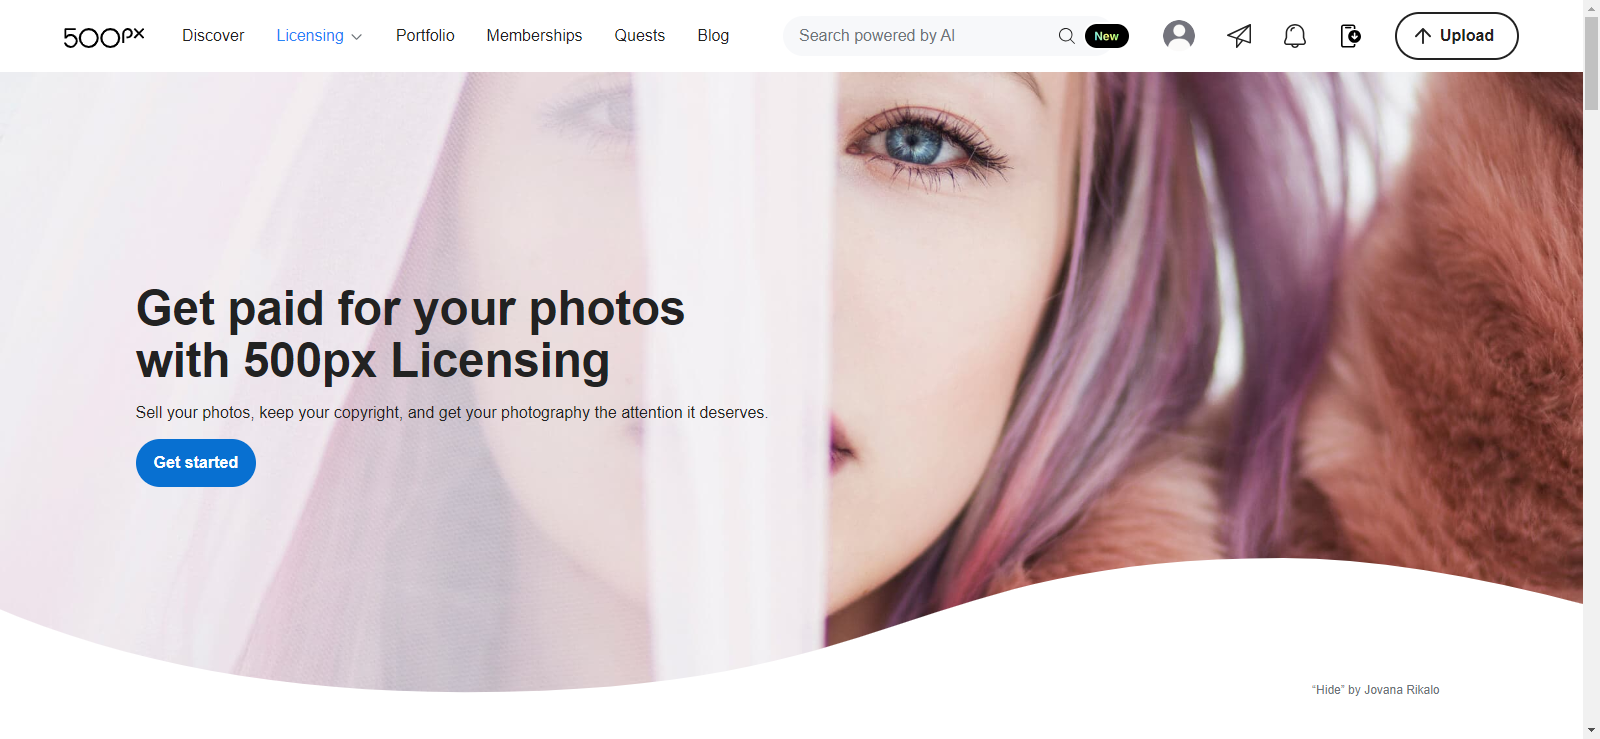 500px Discover Licensing Portfolio Memberships Quests Blog Search powered by AI New Upload
Get paid for your photos
with 500px Licensing
Sell your photos, keep your copyright, and get your photography the attention it deserves.
Get started
“Hide” by Jovana Rikalo